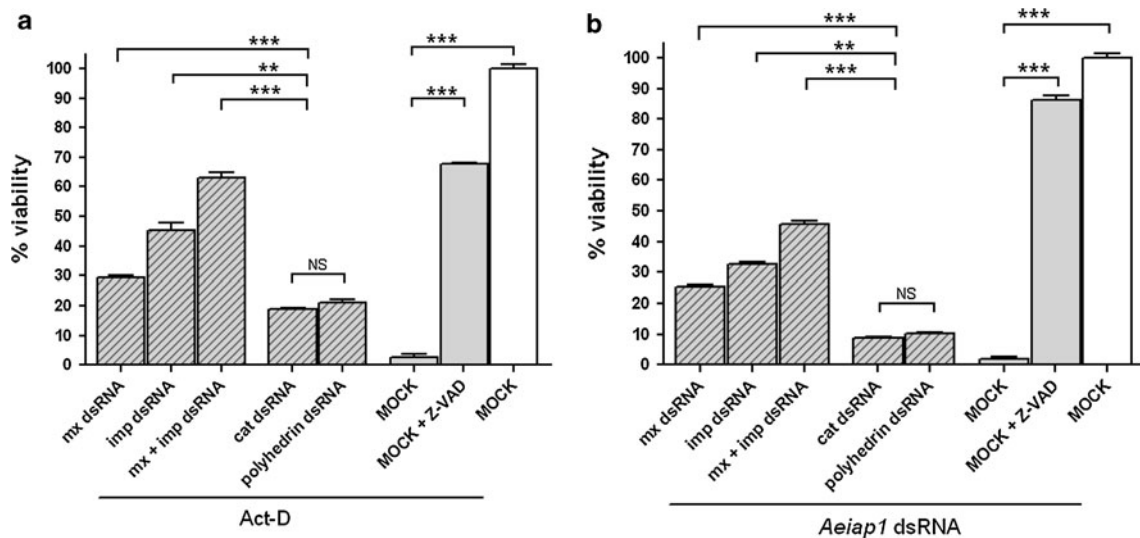 a
***
**
***
***
***
NS
100
90
80
70
60
50
40
30
20
10
0
% viability
mx dsRNA
imp dsRNA
mx + imp dsRNA
cat dsRNA
polyhedrin dsRNA
MOCK
MOCK + Z-VAD
MOCK
Act-D
b
***
**
***
***
***
NS
100
90
80
70
60
50
40
30
20
10
0
% viability
mx dsRNA
imp dsRNA
mx + imp dsRNA
cat dsRNA
polyhedrin dsRNA
MOCK
MOCK + Z-VAD
MOCK
Aeiap1 dsRNA